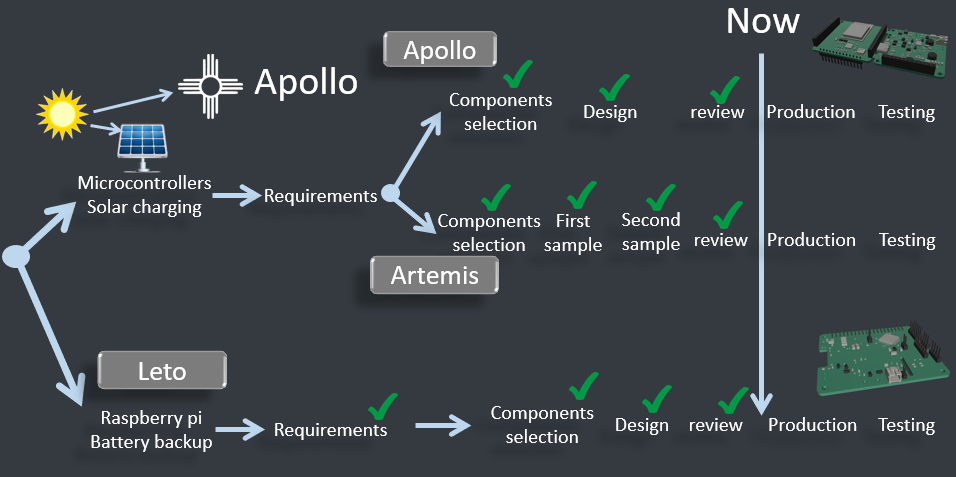 Now
Apollo
Apollo
Components
selection
Design
review
Production
Testing
Microcontrollers
Solar charging
Requirements
Components
selection
First
sample
Second
sample
review
Production
Testing
Artemis
Leto
Raspberry pi
Battery backup
Requirements
Components
selection
Design
review
Production
Testing